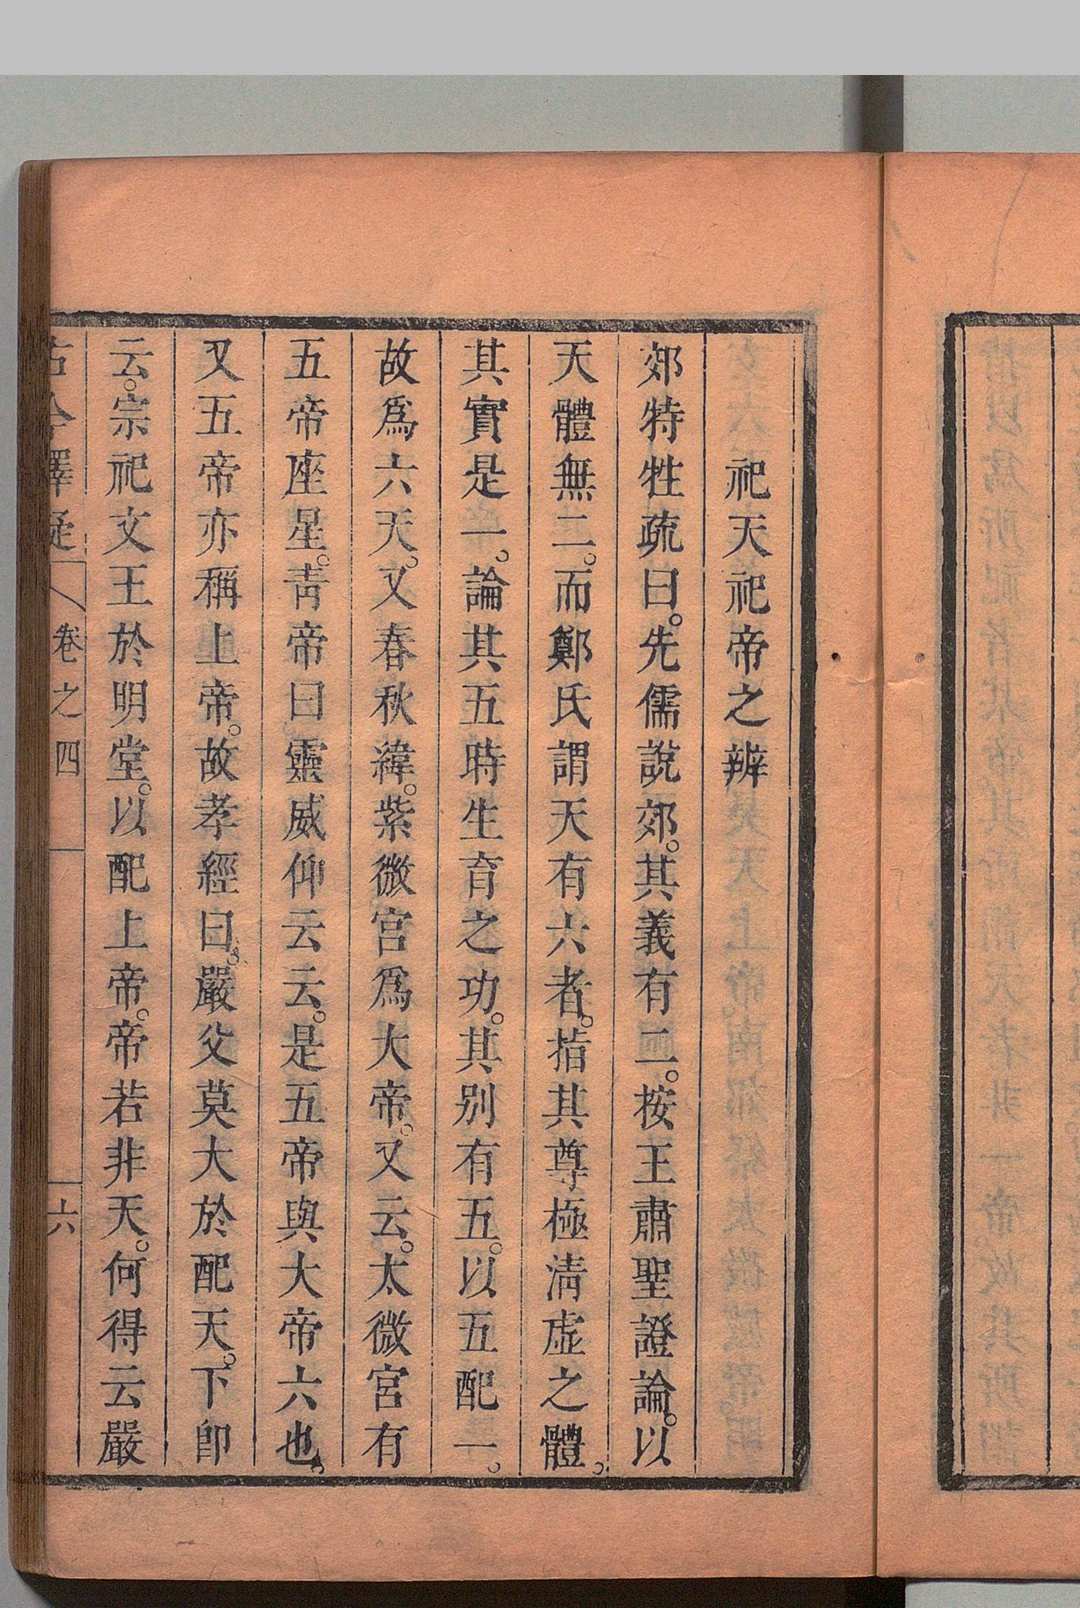 祀天祀帝之辨
郊特牲疏曰。先儒說郊。其義有二。按王肅聖證論。以
天體無二。而鄭氏謂天有六者。指其尊極清虛之體。
其實是一。論其五時生育之功。其別有五。以五配一。
故爲六天。又春秋緯。紫微宮爲大帝。又云。太微宮有
五帝座星。靑帝曰靈威仰云云。是五帝與大帝六也。
又五帝亦稱上帝。故孝經曰。嚴父莫大於配天。下卽
云。宗祀文王於明堂。以配上帝。帝若非天。何得云嚴
古今釋疑 卷之四 六